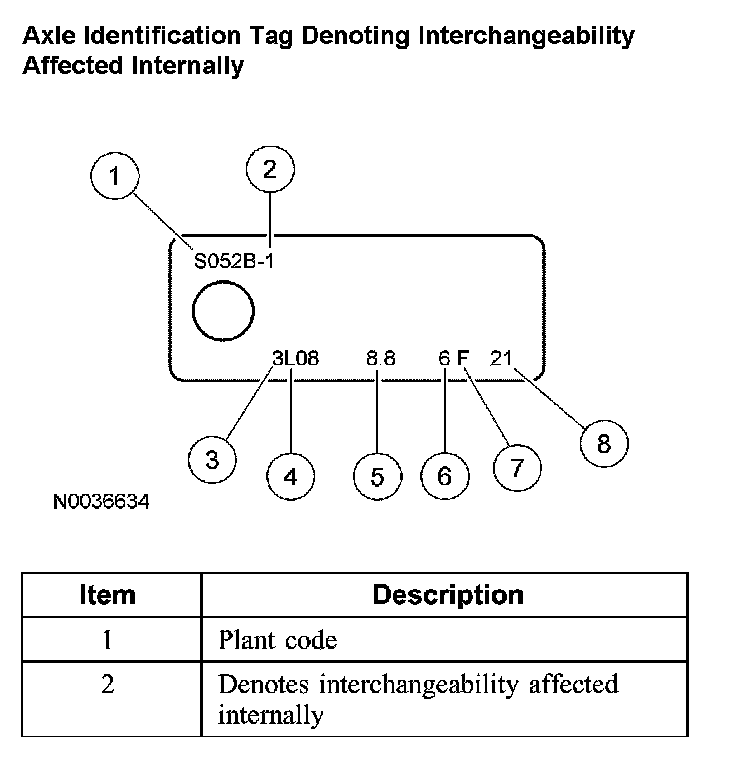 Axle Identification Tag Denoting Interchangeability
Affected Internally
1
2
S052B-1
3L08 8.8 6 F 21
3
4
5
6
7
8
N0036634
Item Description
1 Plant code
2 Denotes interchangeability affected
internally